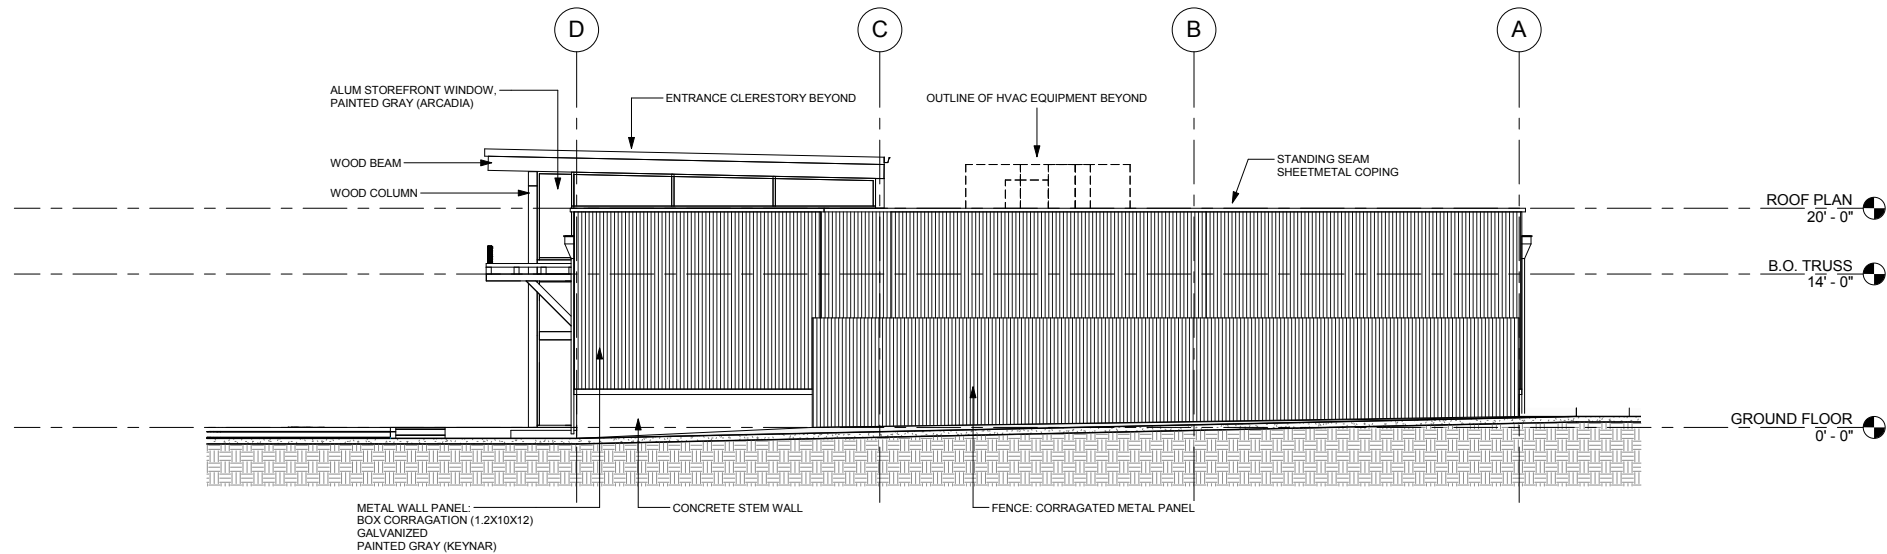 D
C
B
A
ALUM STOREFRONT WINDOW,
PAINTED GRAY (ARCADIA)
ENTRANCE CLERESTORY BEYOND
OUTLINE OF HVAC EQUIPMENT BEYOND
WOOD BEAM
STANDING SEAM
SHEETMETAL COPING
WOOD COLUMN
ROOF PLAN
20' - 0"
B.O. TRUSS
14' - 0"
GROUND FLOOR
0' - 0"
METAL WALL PANEL:
BOX CORRAGATION (1.2X10X12)
GALVANIZED
PAINTED GRAY (KEYNAR)
CONCRETE STEM WALL
FENCE: CORRAGATED METAL PANEL